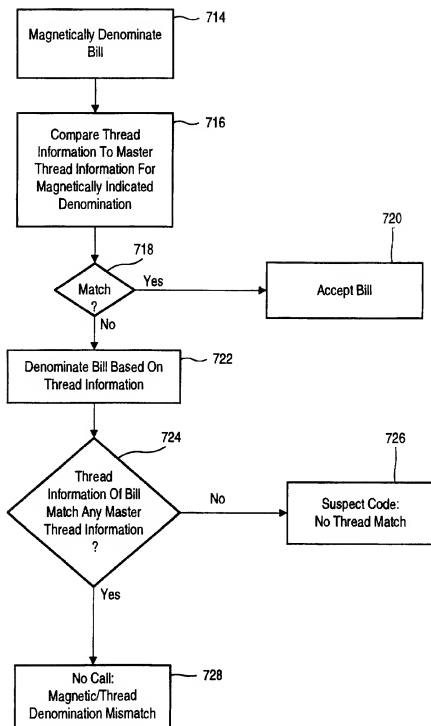 Magnetically Denominate
Bill
714
Compare Thread
Information To Master
Thread Information For
Magnetically Indicated
Denomination
716
Match
?
718
Yes
No
Accept Bill
720
Denominate Bill Based On
Thread Information
722
Thread
Information Of Bill
Match Any Master
Thread Information
?
724
No
Yes
Suspect Code:
No Thread Match
726
No Call:
Magnetic/Thread
Denomination Mismatch
728